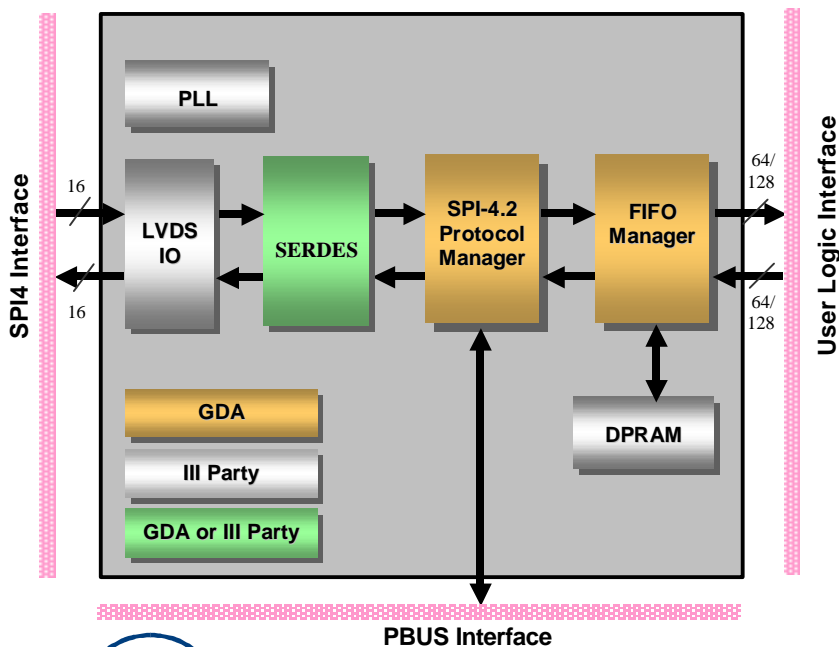 PLL
SPI4 Interface
16
16
LVDS
IO
SERDES
SPI-4.2
Protocol
Manager
FIFO
Manager
64/
128
64/
128
User Logic Interface
DPRAM
GDA
III Party
GDA or III Party
PBUS Interface